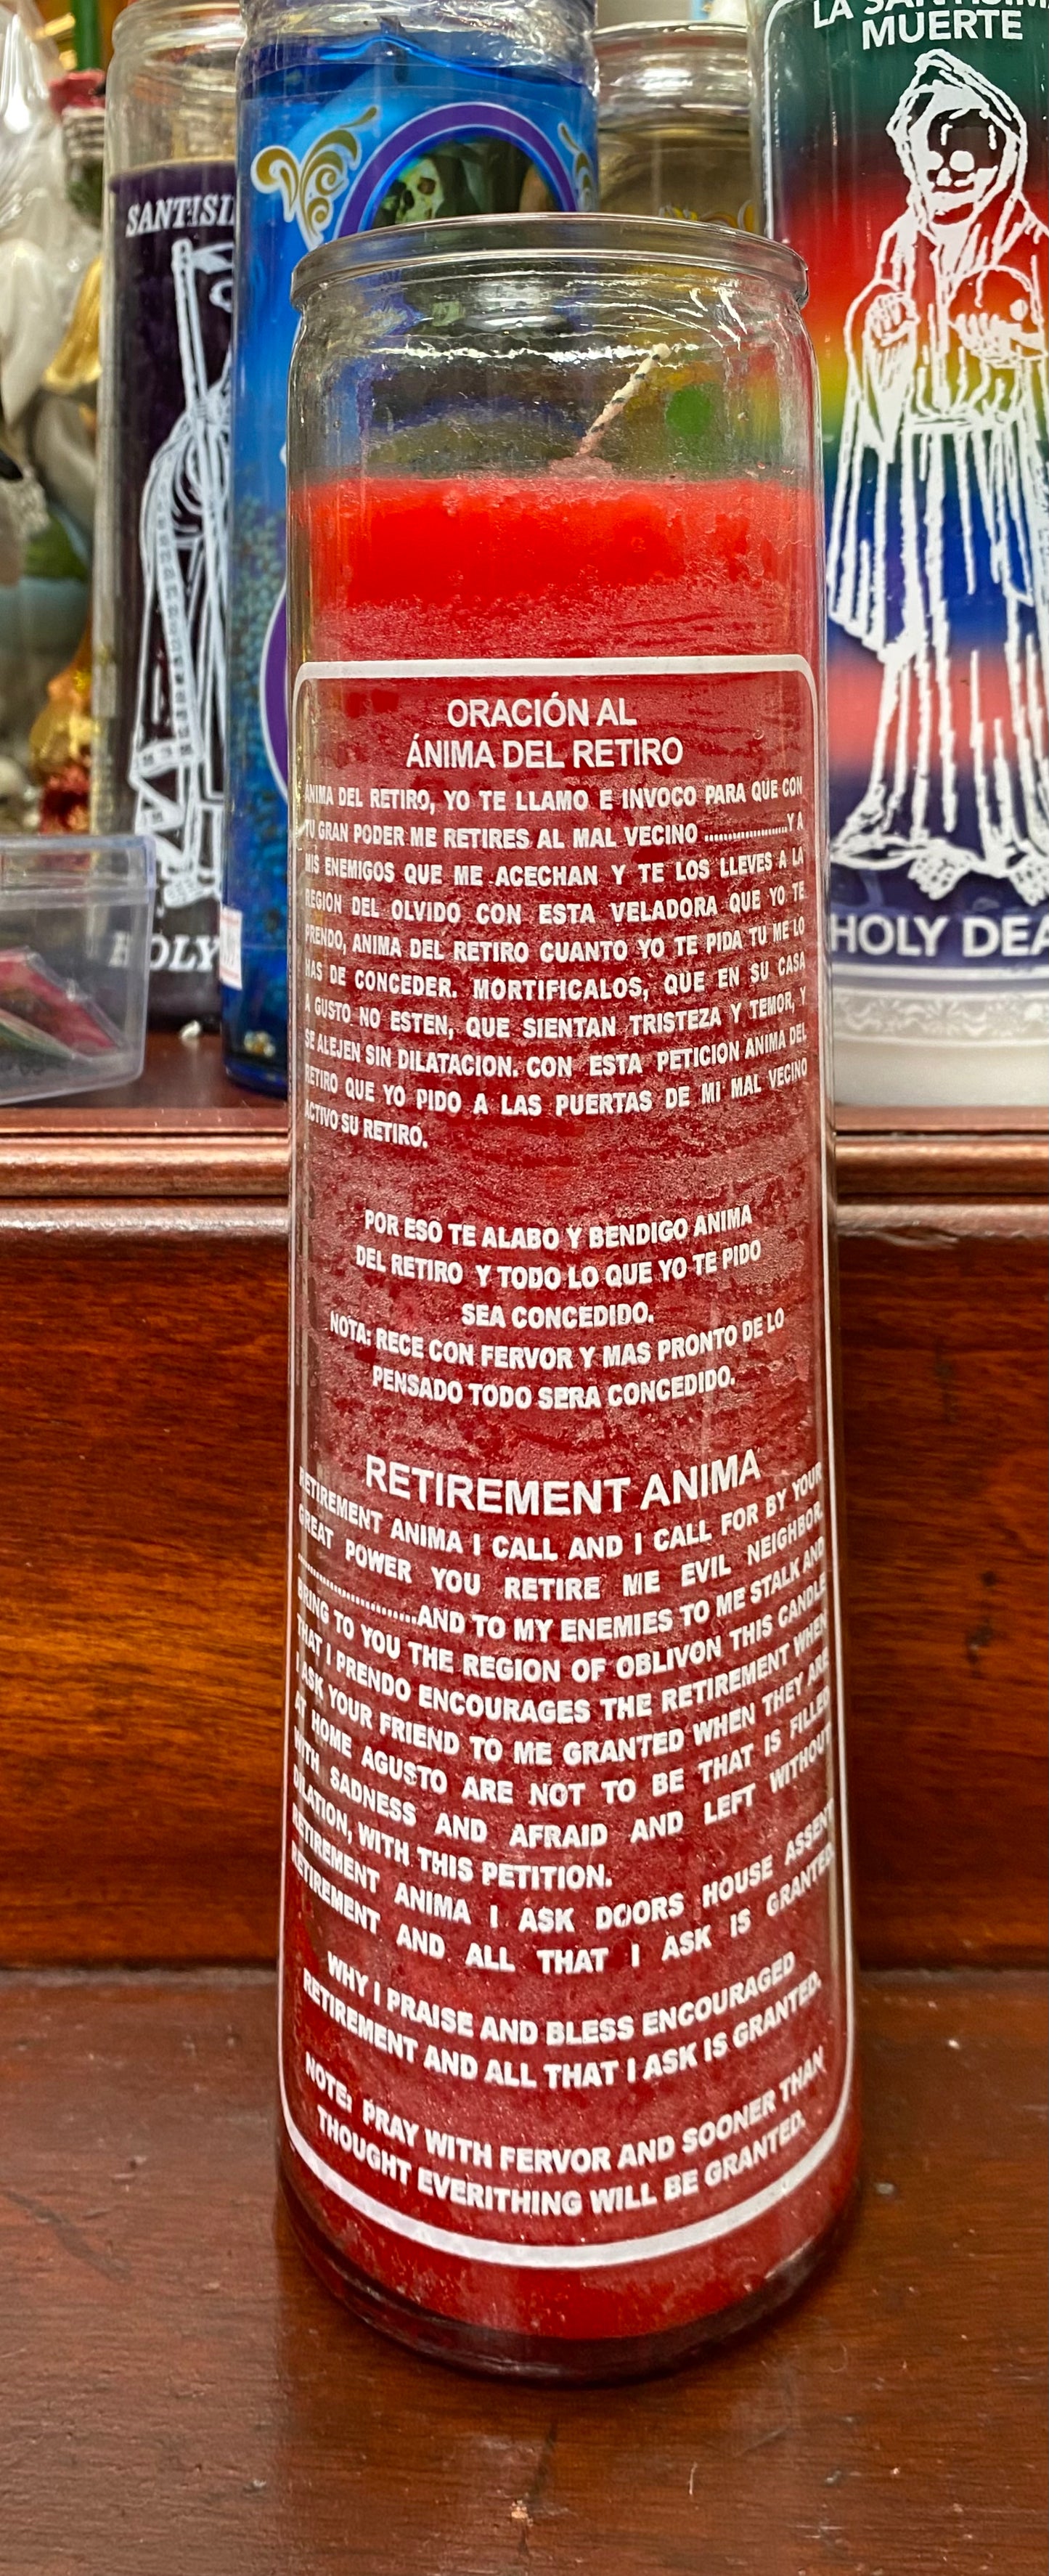 LA SANTISIM
MUERTE
SANTISI
HOLY
HOLY DEA
ORACIÓN AL
ÁNIMA DEL RETIRO
ANIMA DEL RETIRO, YO TE LLAMO E INVOCO PARA QUE CON
TU GRAN PODER ME RETIRES AL MAL VECINO ....................Y A
MIS ENEMIGOS QUE ME ACECHAN Y TE LOS LLEVES A LA
REGION DEL OLVIDO CON ESTA VELADORA QUE YO TE
PRENDO, ANIMA DEL RETIRO CUANTO YO TE PIDA TU ME LO
HAS DE CONCEDER. MORTIFICALOS, QUE EN SU CASA
A GUSTO NO ESTEN, QUE SIENTAN TRISTEZA Y TEMOR, Y
SE ALEJEN SIN DILATACION. CON ESTA PETICION ANIMA DEL
RETIRO QUE YO PIDO A LAS PUERTAS DE MI MAL VECINO
ACTIVO SU RETIRO.
POR ESO TE ALABO Y BENDIGO ANIMA
DEL RETIRO Y TODO LO QUE YO TE PIDO
SEA CONCEDIDO.
NOTA: RECE CON FERVOR Y MAS PRONTO DE LO
PENSADO TODO SERA CONCEDIDO.
RETIREMENT ANIMA
RETIREMENT ANIMA I CALL AND I CALL FOR BY YOUR
GREAT POWER YOU RETIRE ME EVIL NEIGHBOR,
........................AND TO MY ENEMIES TO ME STALK AND
BRING TO YOU THE REGION OF OBLIVON THIS CANDLE
THAT I PRENDO ENCOURAGES THE RETIREMENT WHEN
I ASK YOUR FRIEND TO ME GRANTED WHEN THEY ARE
AT HOME AGUSTO ARE NOT TO BE THAT IS FILLED
WITH SADNESS AND AFRAID AND LEFT WITHOUT
DILATION, WITH THIS PETITION.
RETIREMENT ANIMA I ASK DOORS HOUSE ASSENT
RETIREMENT AND ALL THAT I ASK IS GRANTED.
WHY I PRAISE AND BLESS ENCOURAGED
RETIREMENT AND ALL THAT I ASK IS GRANTED.
NOTE: PRAY WITH FERVOR AND SOONER THAN
THOUGHT EVERITHING WILL BE GRANTED.